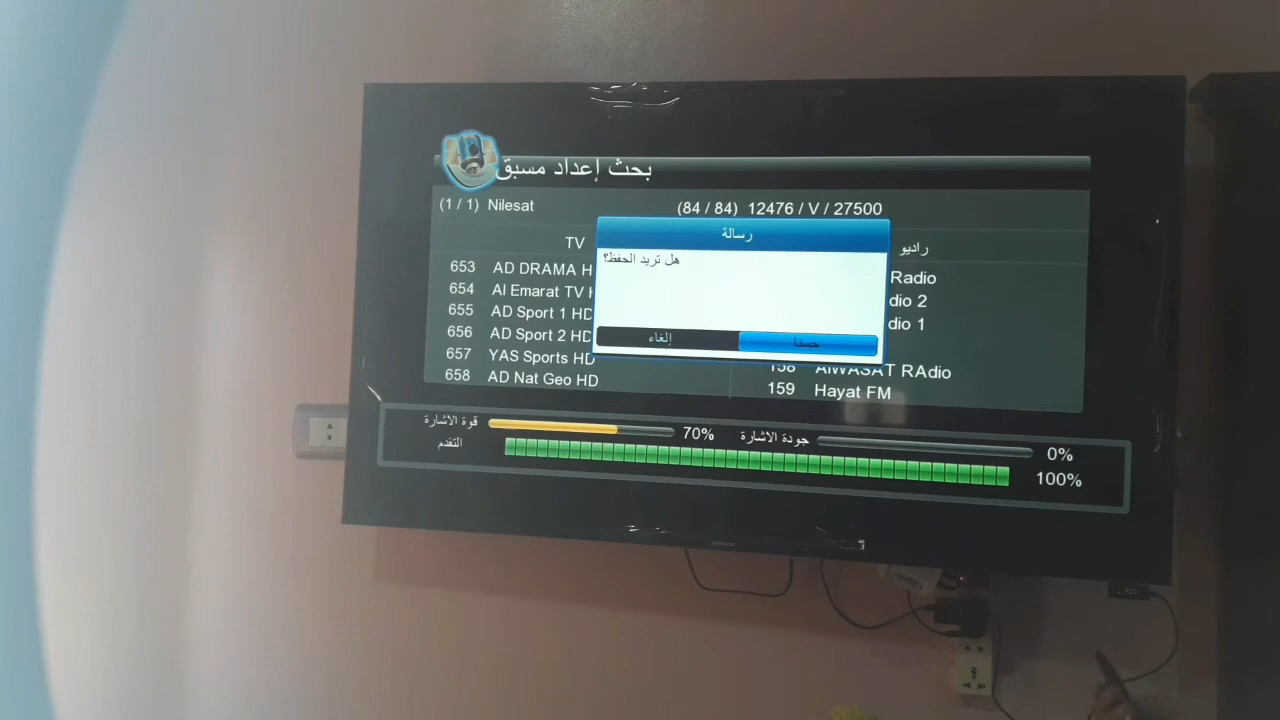 بحث إعداد مسبق
(1 / 1) Nilesat
(84 / 84) 12476 / V / 27500
TV
راديو
رسالة
هل تريد الحفظ؟
إلغاء
حسنا
653 AD DRAMA H
654 Al Emarat TV H
655 AD Sport 1 HD
656 AD Sport 2 HD
657 YAS Sports HD
658 AD Nat Geo HD
Radio
dio 2
dio 1
158 AlWASAT RAdio
159 Hayat FM
قوة الاشارة 70% جودة الاشارة 0%
التقدم 100%